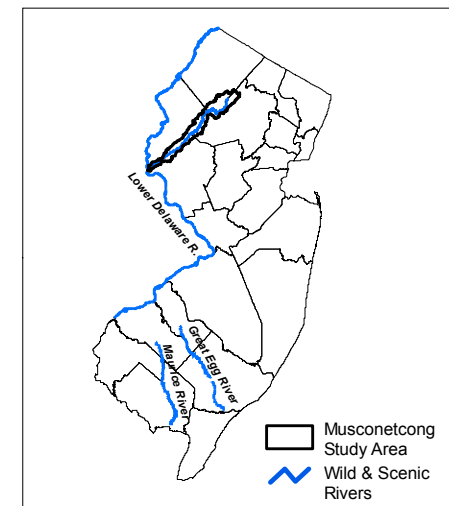 Lower Delaware R.
Great Egg River
Maurice River
Musconetcong
Study Area
Wild & Scenic
Rivers